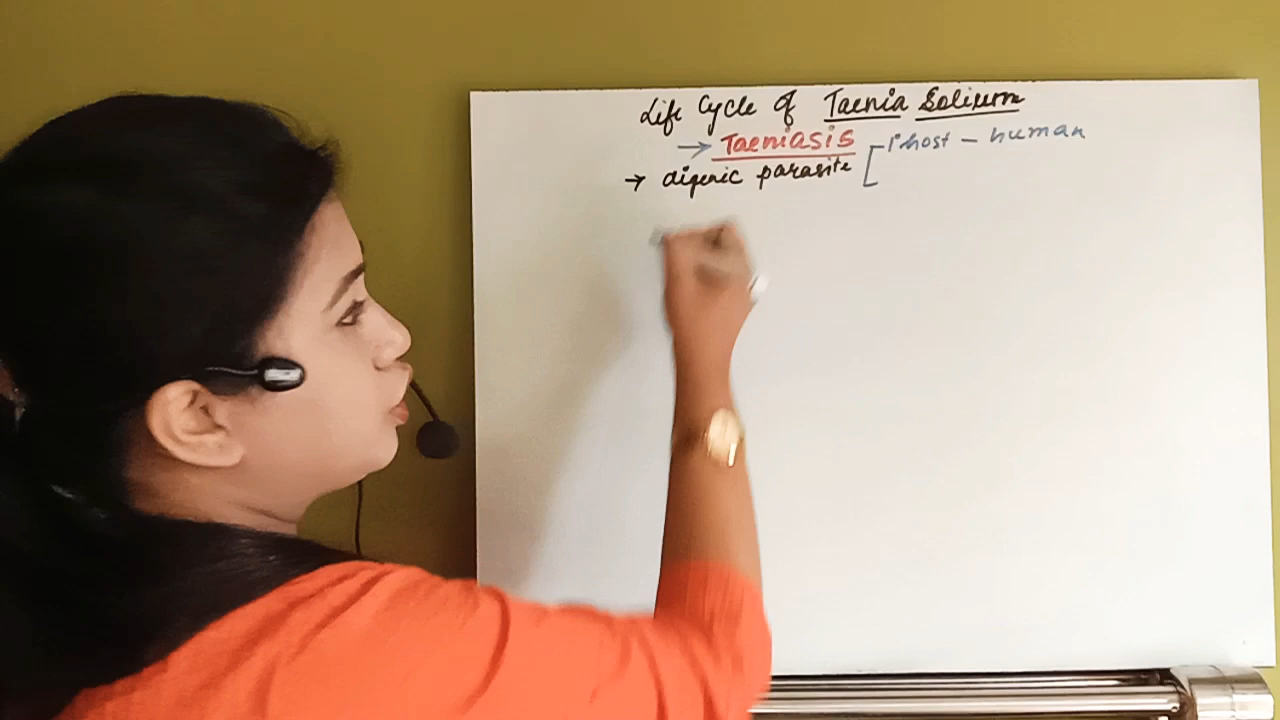 Life Cycle of Taenia Solium
→ Taeniasis
→ digenic parasite [ 1° host - human